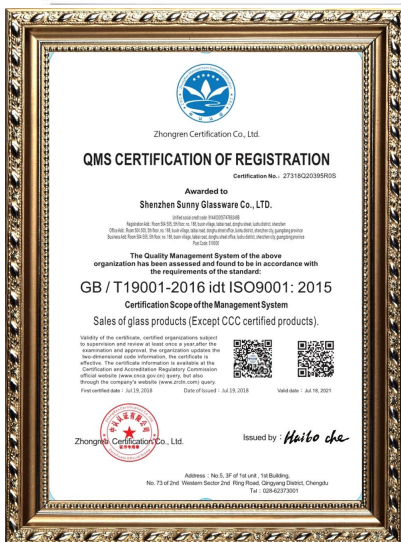 Zhongren Certification Co., Ltd.
QMS CERTIFICATION OF REGISTRATION
Certification No.: 27318Q20395R0S
Awarded to
Shenzhen Sunny Glassware Co., LTD.
The Quality Management System of the above
organization has been assessed and found to be in accordance with
the requirements of the standard:
GB / T19001-2016 idt ISO9001: 2015
Certification Scope of the Management System
Sales of glass products (Except CCC certified products).
Validity of the certificate, certified organizations subject
to supervision and review at least once a year.after the
examination and approval, the organization updates the
two-dimensional code information, the certificate is
effective. The certificate information is available at the
Certification and Accreditation Regulatory Commission
official website (www.cnca.gov.cn) query, but also
through the company's website (www.zrctn.com) query.
First certified date : Jul.19, 2018
Date of Issued : Jul.19, 2018
Valid date : Jul.18, 2021
Zhongren Certification Co., Ltd.
Issued by : Haibo che
Address : No.5, 3F of 1st unit , 1st Building,
No. 73 of 2nd Western Sector 2nd Ring Road, Qingyang District, Chengdu
Tel : 028-62373001